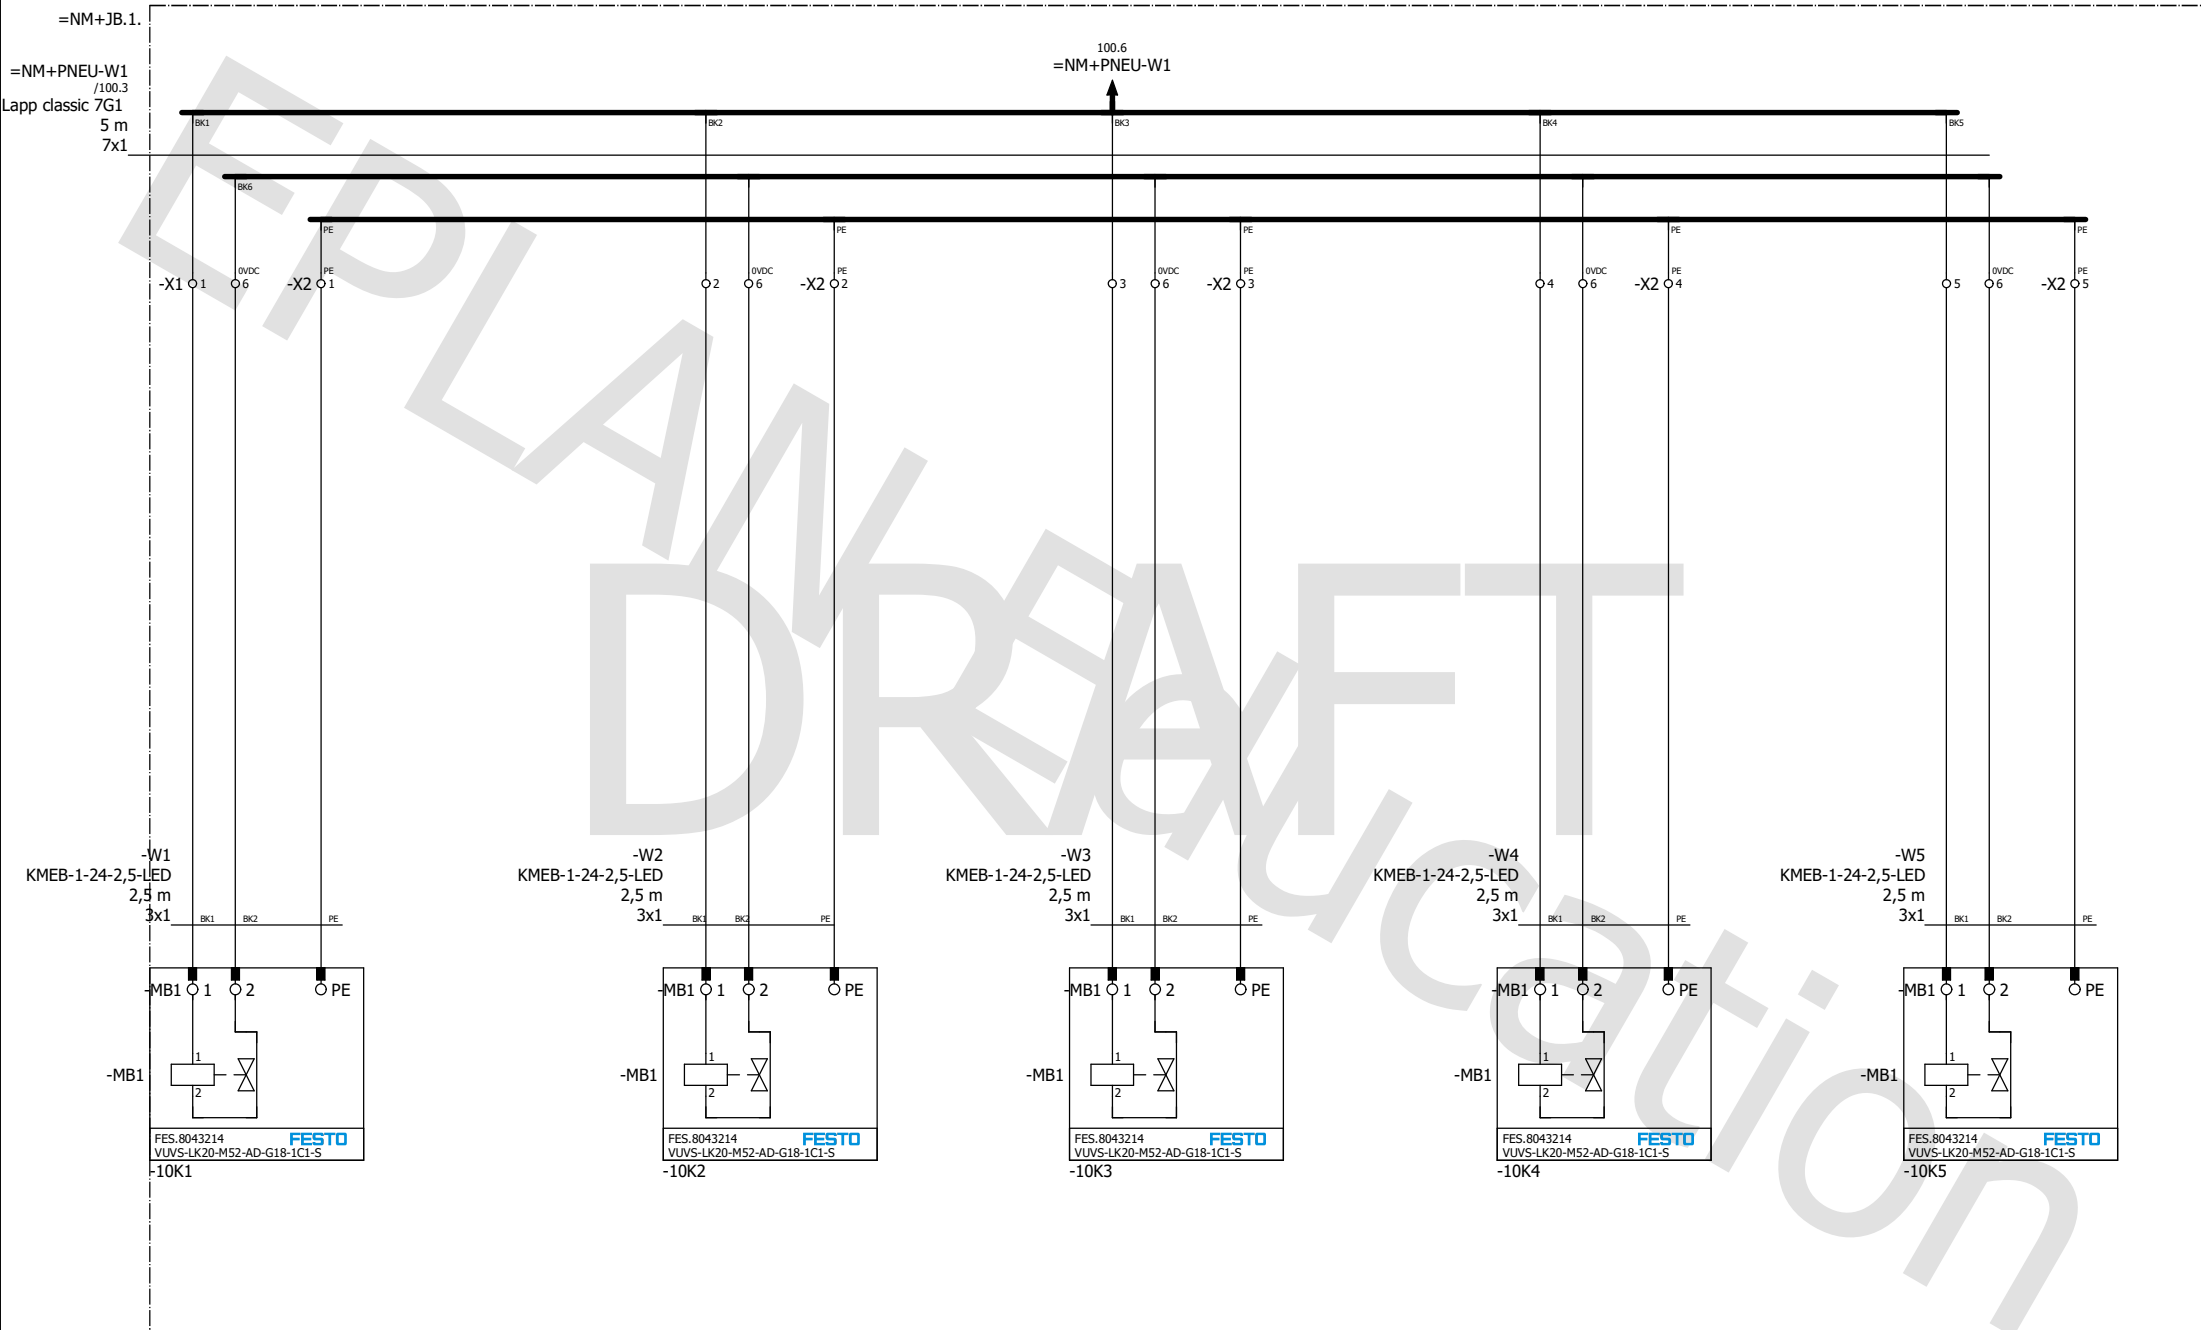 =NM+JB.1.
100.6
=NM+PNEU-W1
=NM+PNEU-W1
/100.3
Lapp classic 7G1
5 m
7x1
BK1 BK2 BK3 BK4 BK5
BK6
PE PE PE PE PE
0VDC PE 0VDC PE 0VDC PE 0VDC PE 0VDC PE
-X1 1 6 -X2 1 2 6 -X2 2 3 6 -X2 3 4 6 -X2 4 5 6 -X2 5
EPLAN Education
DRAFT
-W1
KMEB-1-24-2,5-LED
2,5 m
3x1
BK1 BK2 PE
-W2
KMEB-1-24-2,5-LED
2,5 m
3x1
BK1 BK2 PE
-W3
KMEB-1-24-2,5-LED
2,5 m
3x1
BK1 BK2 PE
-W4
KMEB-1-24-2,5-LED
2,5 m
3x1
BK1 BK2 PE
-W5
KMEB-1-24-2,5-LED
2,5 m
3x1
BK1 BK2 PE
-MB1 1 2 PE
1
-MB1
2
FES.8043214 FESTO
VUVS-LK20-M52-AD-G18-1C1-S
-10K1
-MB1 1 2 PE
1
-MB1
2
FES.8043214 FESTO
VUVS-LK20-M52-AD-G18-1C1-S
-10K2
-MB1 1 2 PE
1
-MB1
2
FES.8043214 FESTO
VUVS-LK20-M52-AD-G18-1C1-S
-10K3
-MB1 1 2 PE
1
-MB1
2
FES.8043214 FESTO
VUVS-LK20-M52-AD-G18-1C1-S
-10K4
-MB1 1 2 PE
1
-MB1
2
FES.8043214 FESTO
VUVS-LK20-M52-AD-G18-1C1-S
-10K5